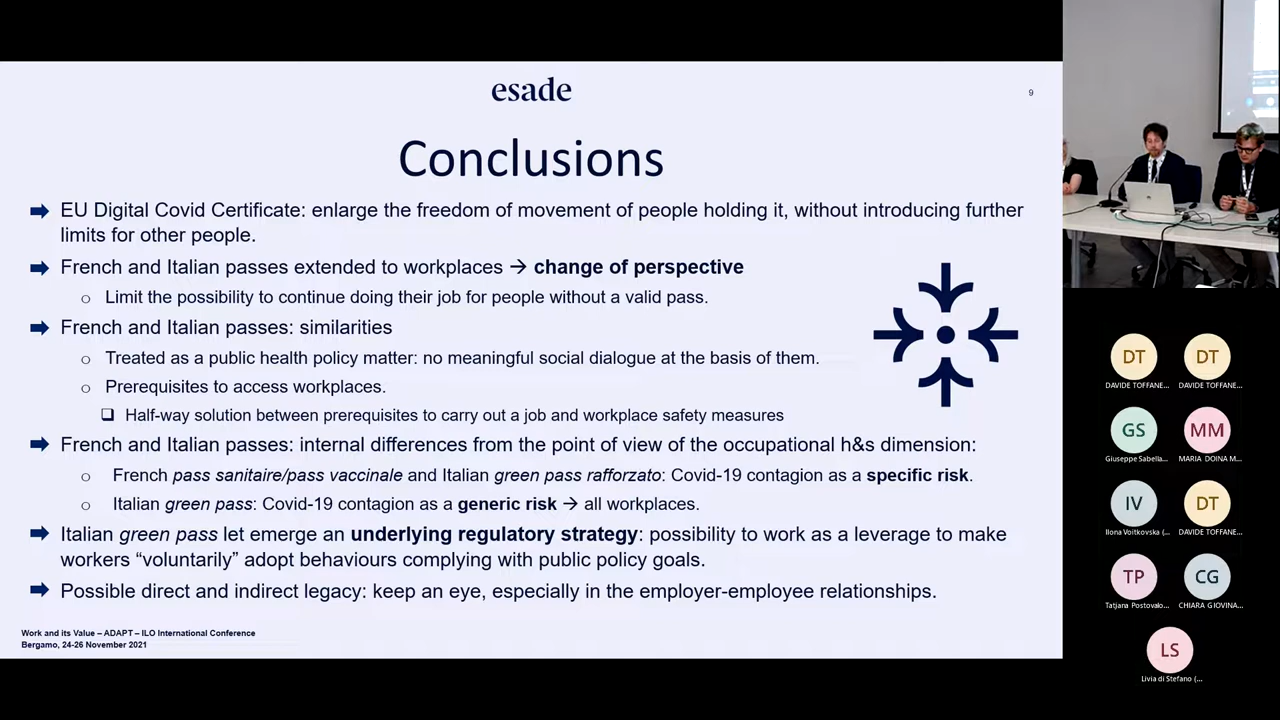 esade
9
Conclusions
EU Digital Covid Certificate: enlarge the freedom of movement of people holding it, without introducing further
limits for other people.
French and Italian passes extended to workplaces → change of perspective
Limit the possibility to continue doing their job for people without a valid pass.
French and Italian passes: similarities
Treated as a public health policy matter: no meaningful social dialogue at the basis of them.
Prerequisites to access workplaces.
Half-way solution between prerequisites to carry out a job and workplace safety measures
French and Italian passes: internal differences from the point of view of the occupational h&s dimension:
French pass sanitaire/pass vaccinale and Italian green pass rafforzato: Covid-19 contagion as a specific risk.
Italian green pass: Covid-19 contagion as a generic risk → all workplaces.
Italian green pass let emerge an underlying regulatory strategy: possibility to work as a leverage to make
workers “voluntarily” adopt behaviours complying with public policy goals.
Possible direct and indirect legacy: keep an eye, especially in the employer-employee relationships.
Work and its Value – ADAPT – ILO International Conference
Bergamo, 24-26 November 2021
DT DT
DAVIDE TOFFANE... DAVIDE TOFFANE...
GS MM
Giuseppe Sabella... MARIA DOINA M...
IV DT
Ilona Voitkovska (... DAVIDE TOFFANE...
TP CG
Tatjana Postovalo... CHIARA GIOVINA...
LS
Livia di Stefano (...